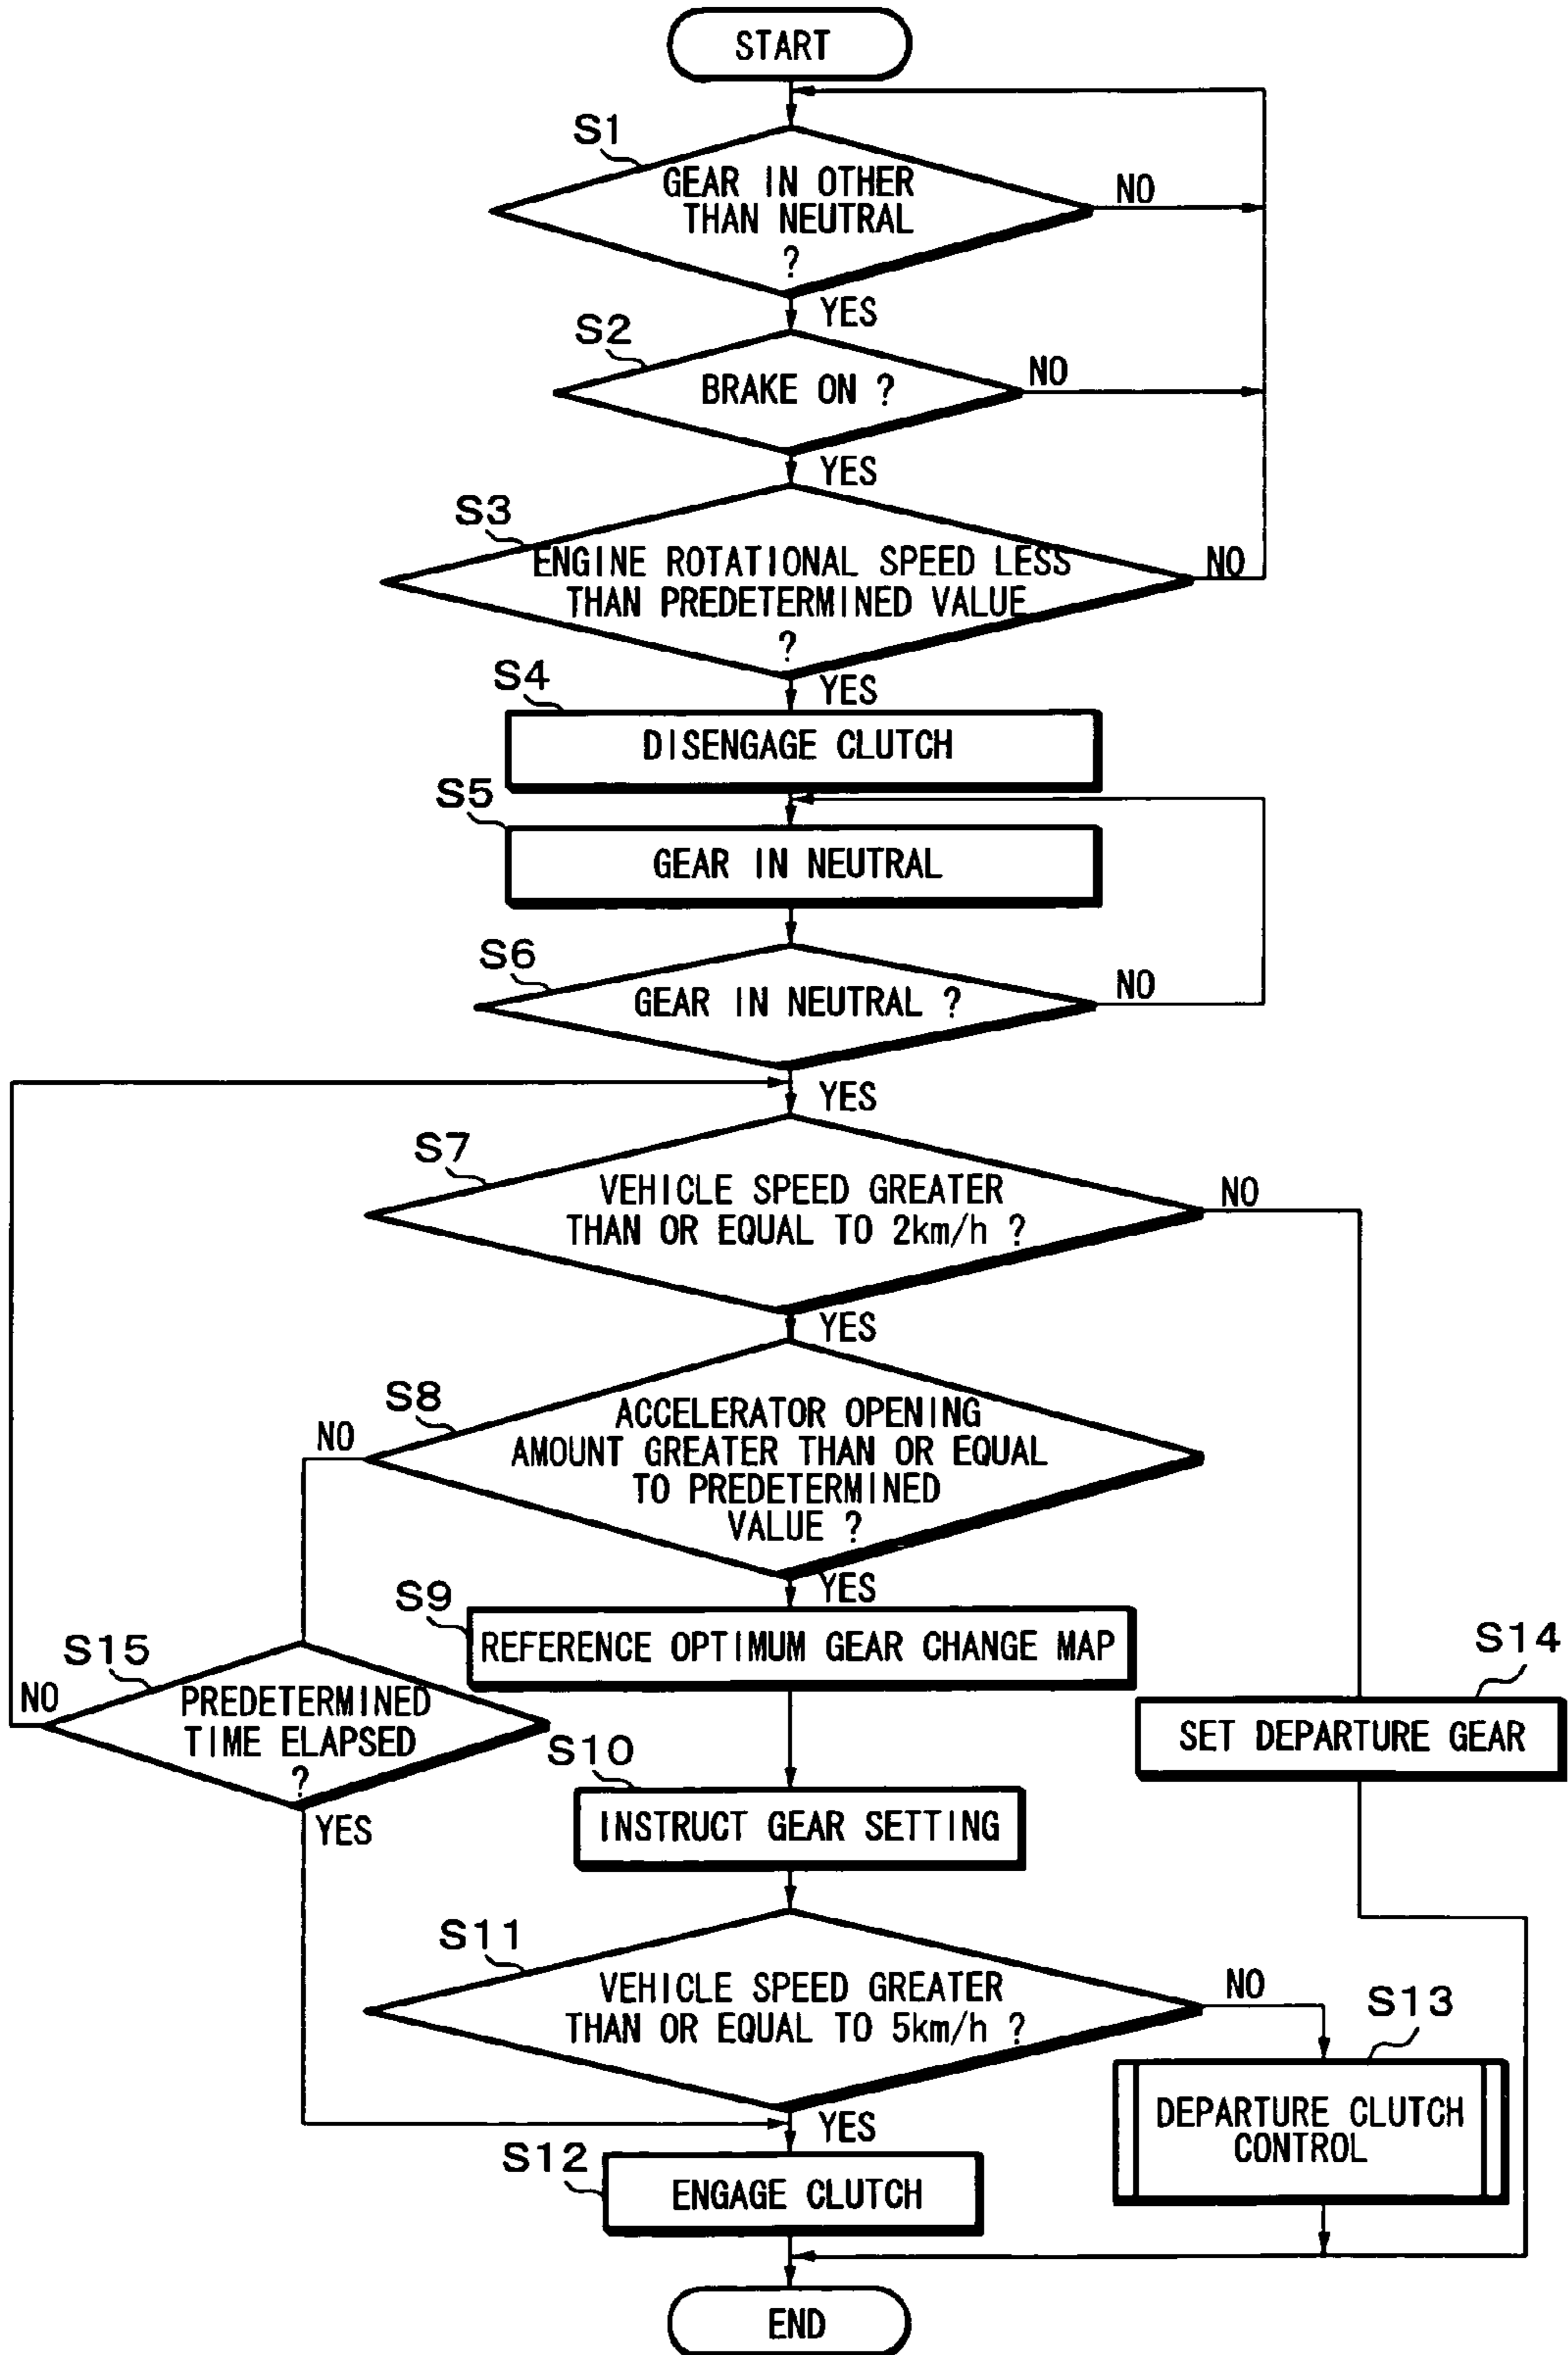 START
S1
GEAR IN OTHER
THAN NEUTRAL
?
NO
YES
S2
BRAKE ON ?
NO
YES
S3
ENGINE ROTATIONAL SPEED LESS
THAN PREDETERMINED VALUE
?
NO
YES
S4
DISENGAGE CLUTCH
S5
GEAR IN NEUTRAL
S6
GEAR IN NEUTRAL ?
NO
YES
S7
VEHICLE SPEED GREATER
THAN OR EQUAL TO 2km/h ?
NO
YES
S8
ACCELERATOR OPENING
AMOUNT GREATER THAN OR EQUAL
TO PREDETERMINED
VALUE ?
NO
YES
S9
REFERENCE OPTIMUM GEAR CHANGE MAP
S15
PREDETERMINED
TIME ELAPSED
?
NO
YES
S14
SET DEPARTURE GEAR
S10
INSTRUCT GEAR SETTING
S11
VEHICLE SPEED GREATER
THAN OR EQUAL TO 5km/h ?
NO
YES
S13
DEPARTURE CLUTCH
CONTROL
S12
ENGAGE CLUTCH
END